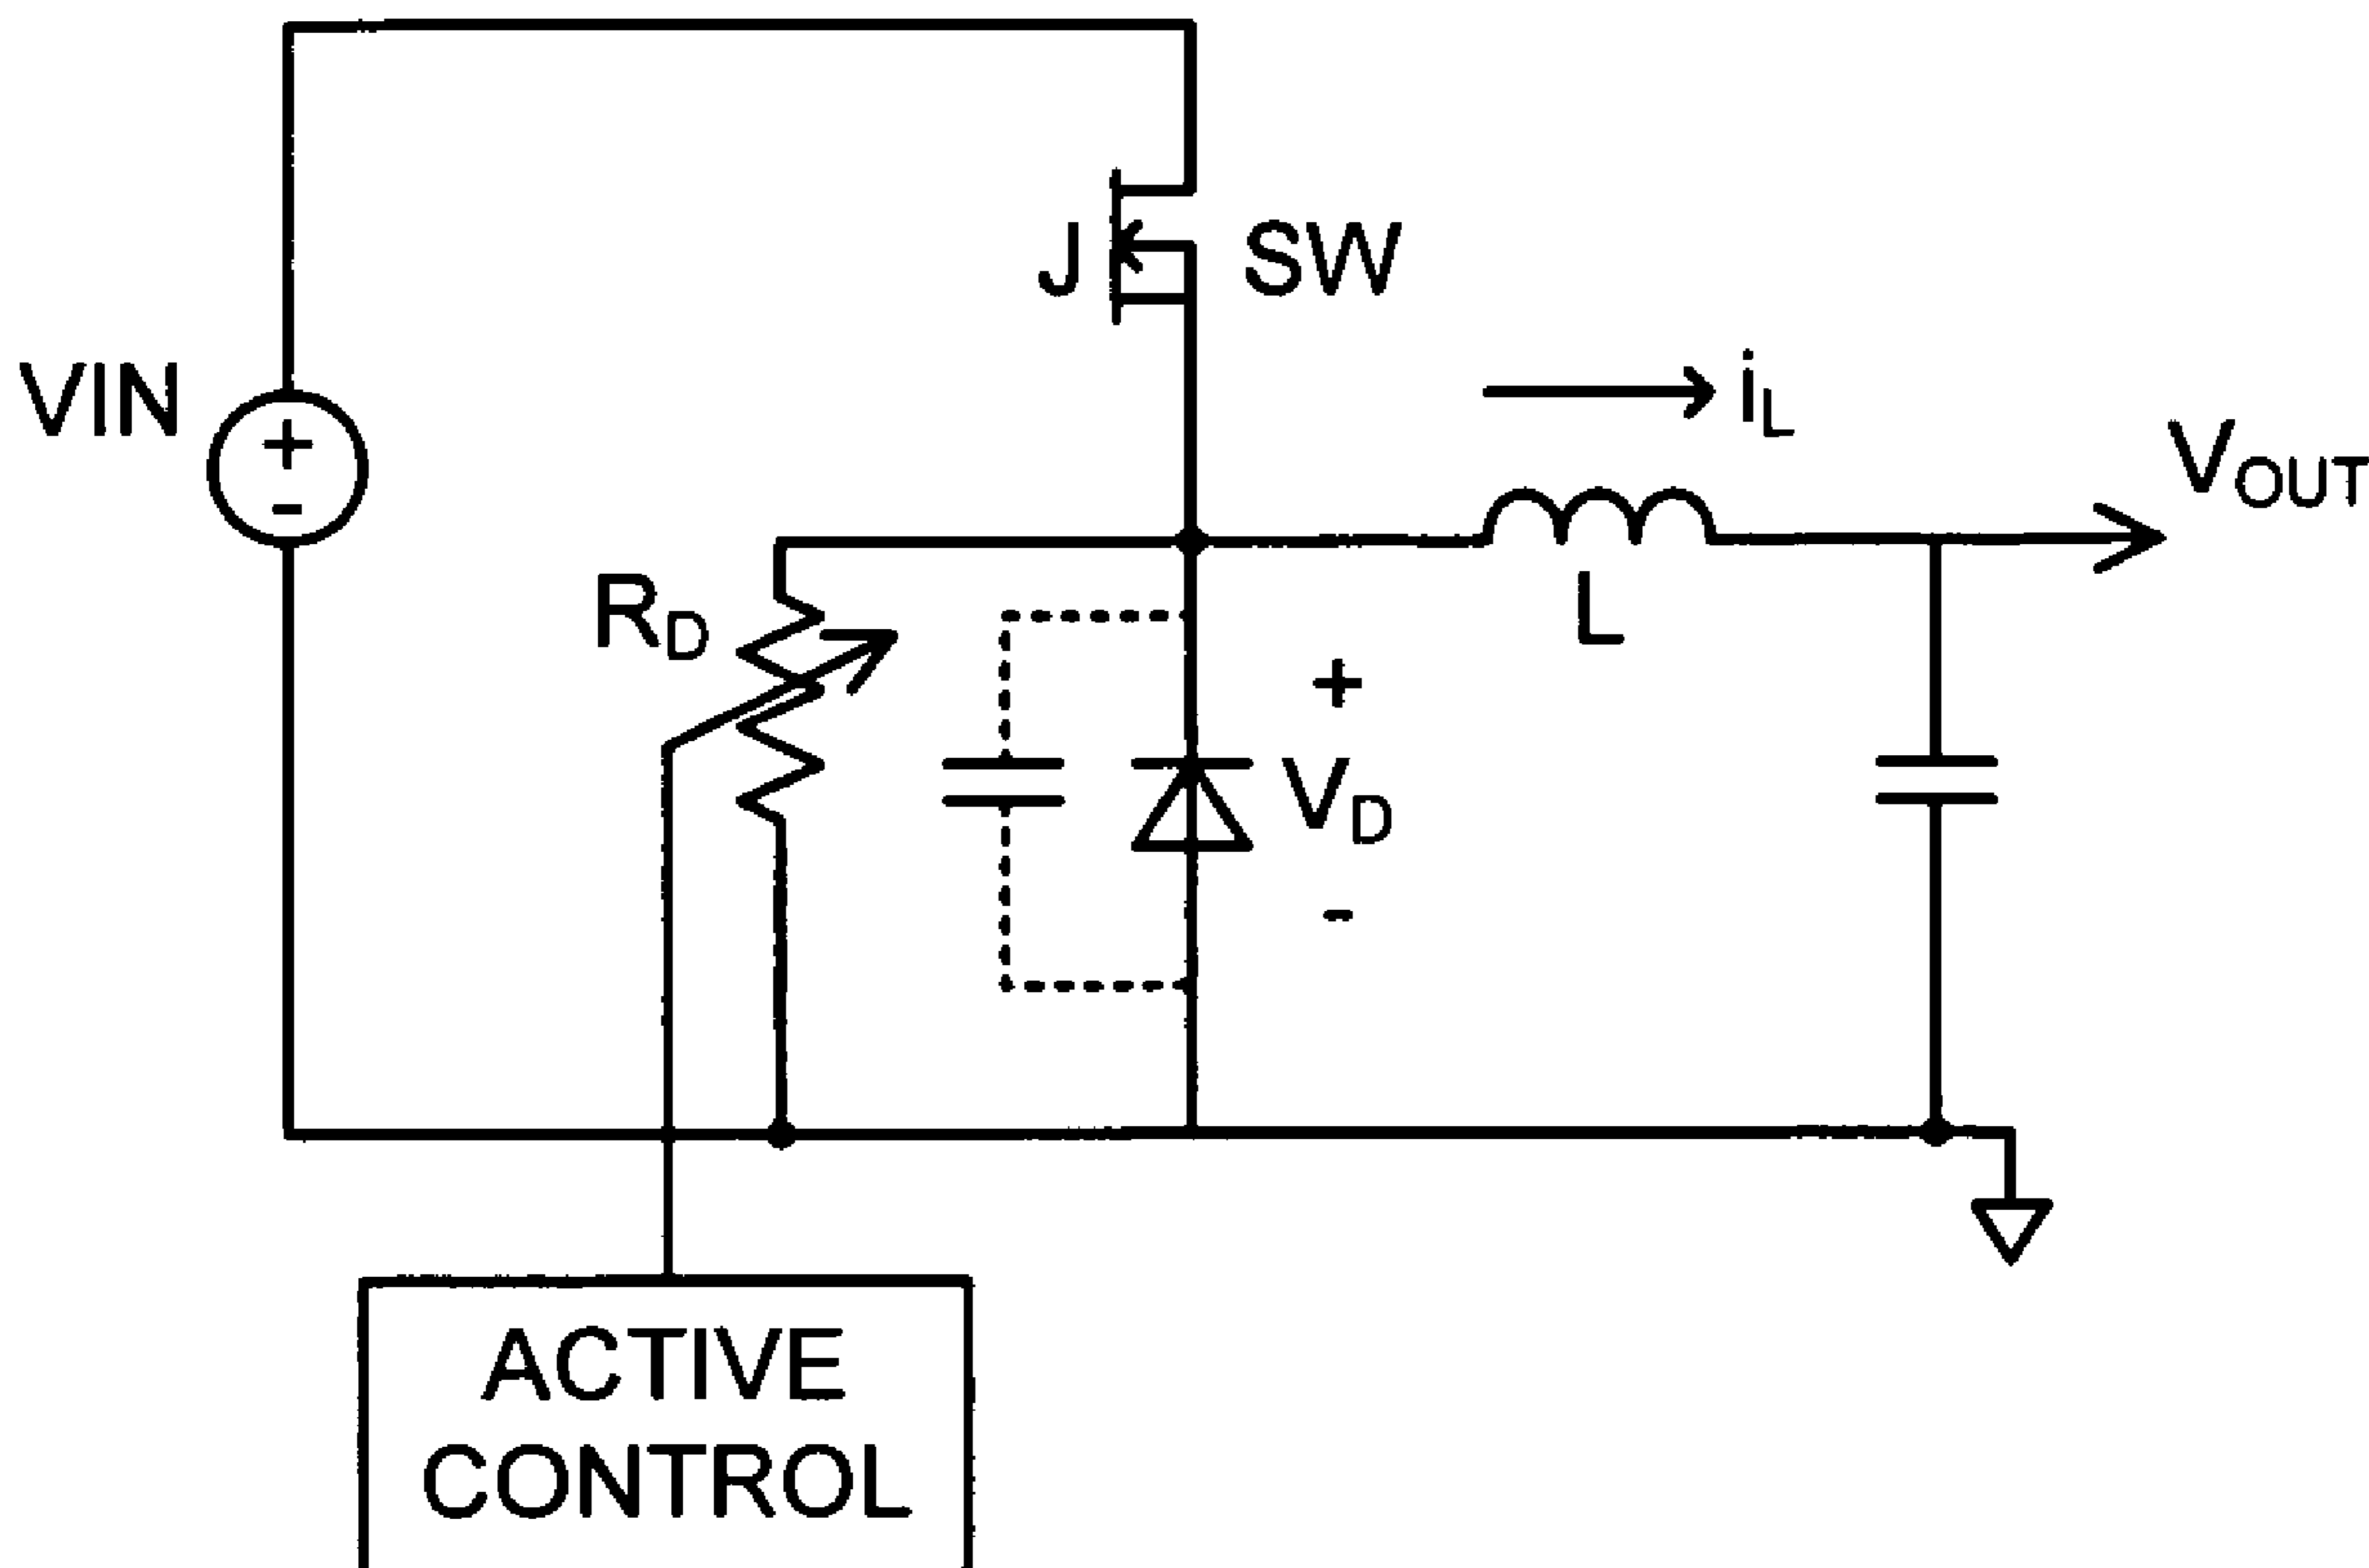 J
SW
VIN
+
-
iL
VOUT
RD
L
+
VD
-
ACTIVE
CONTROL